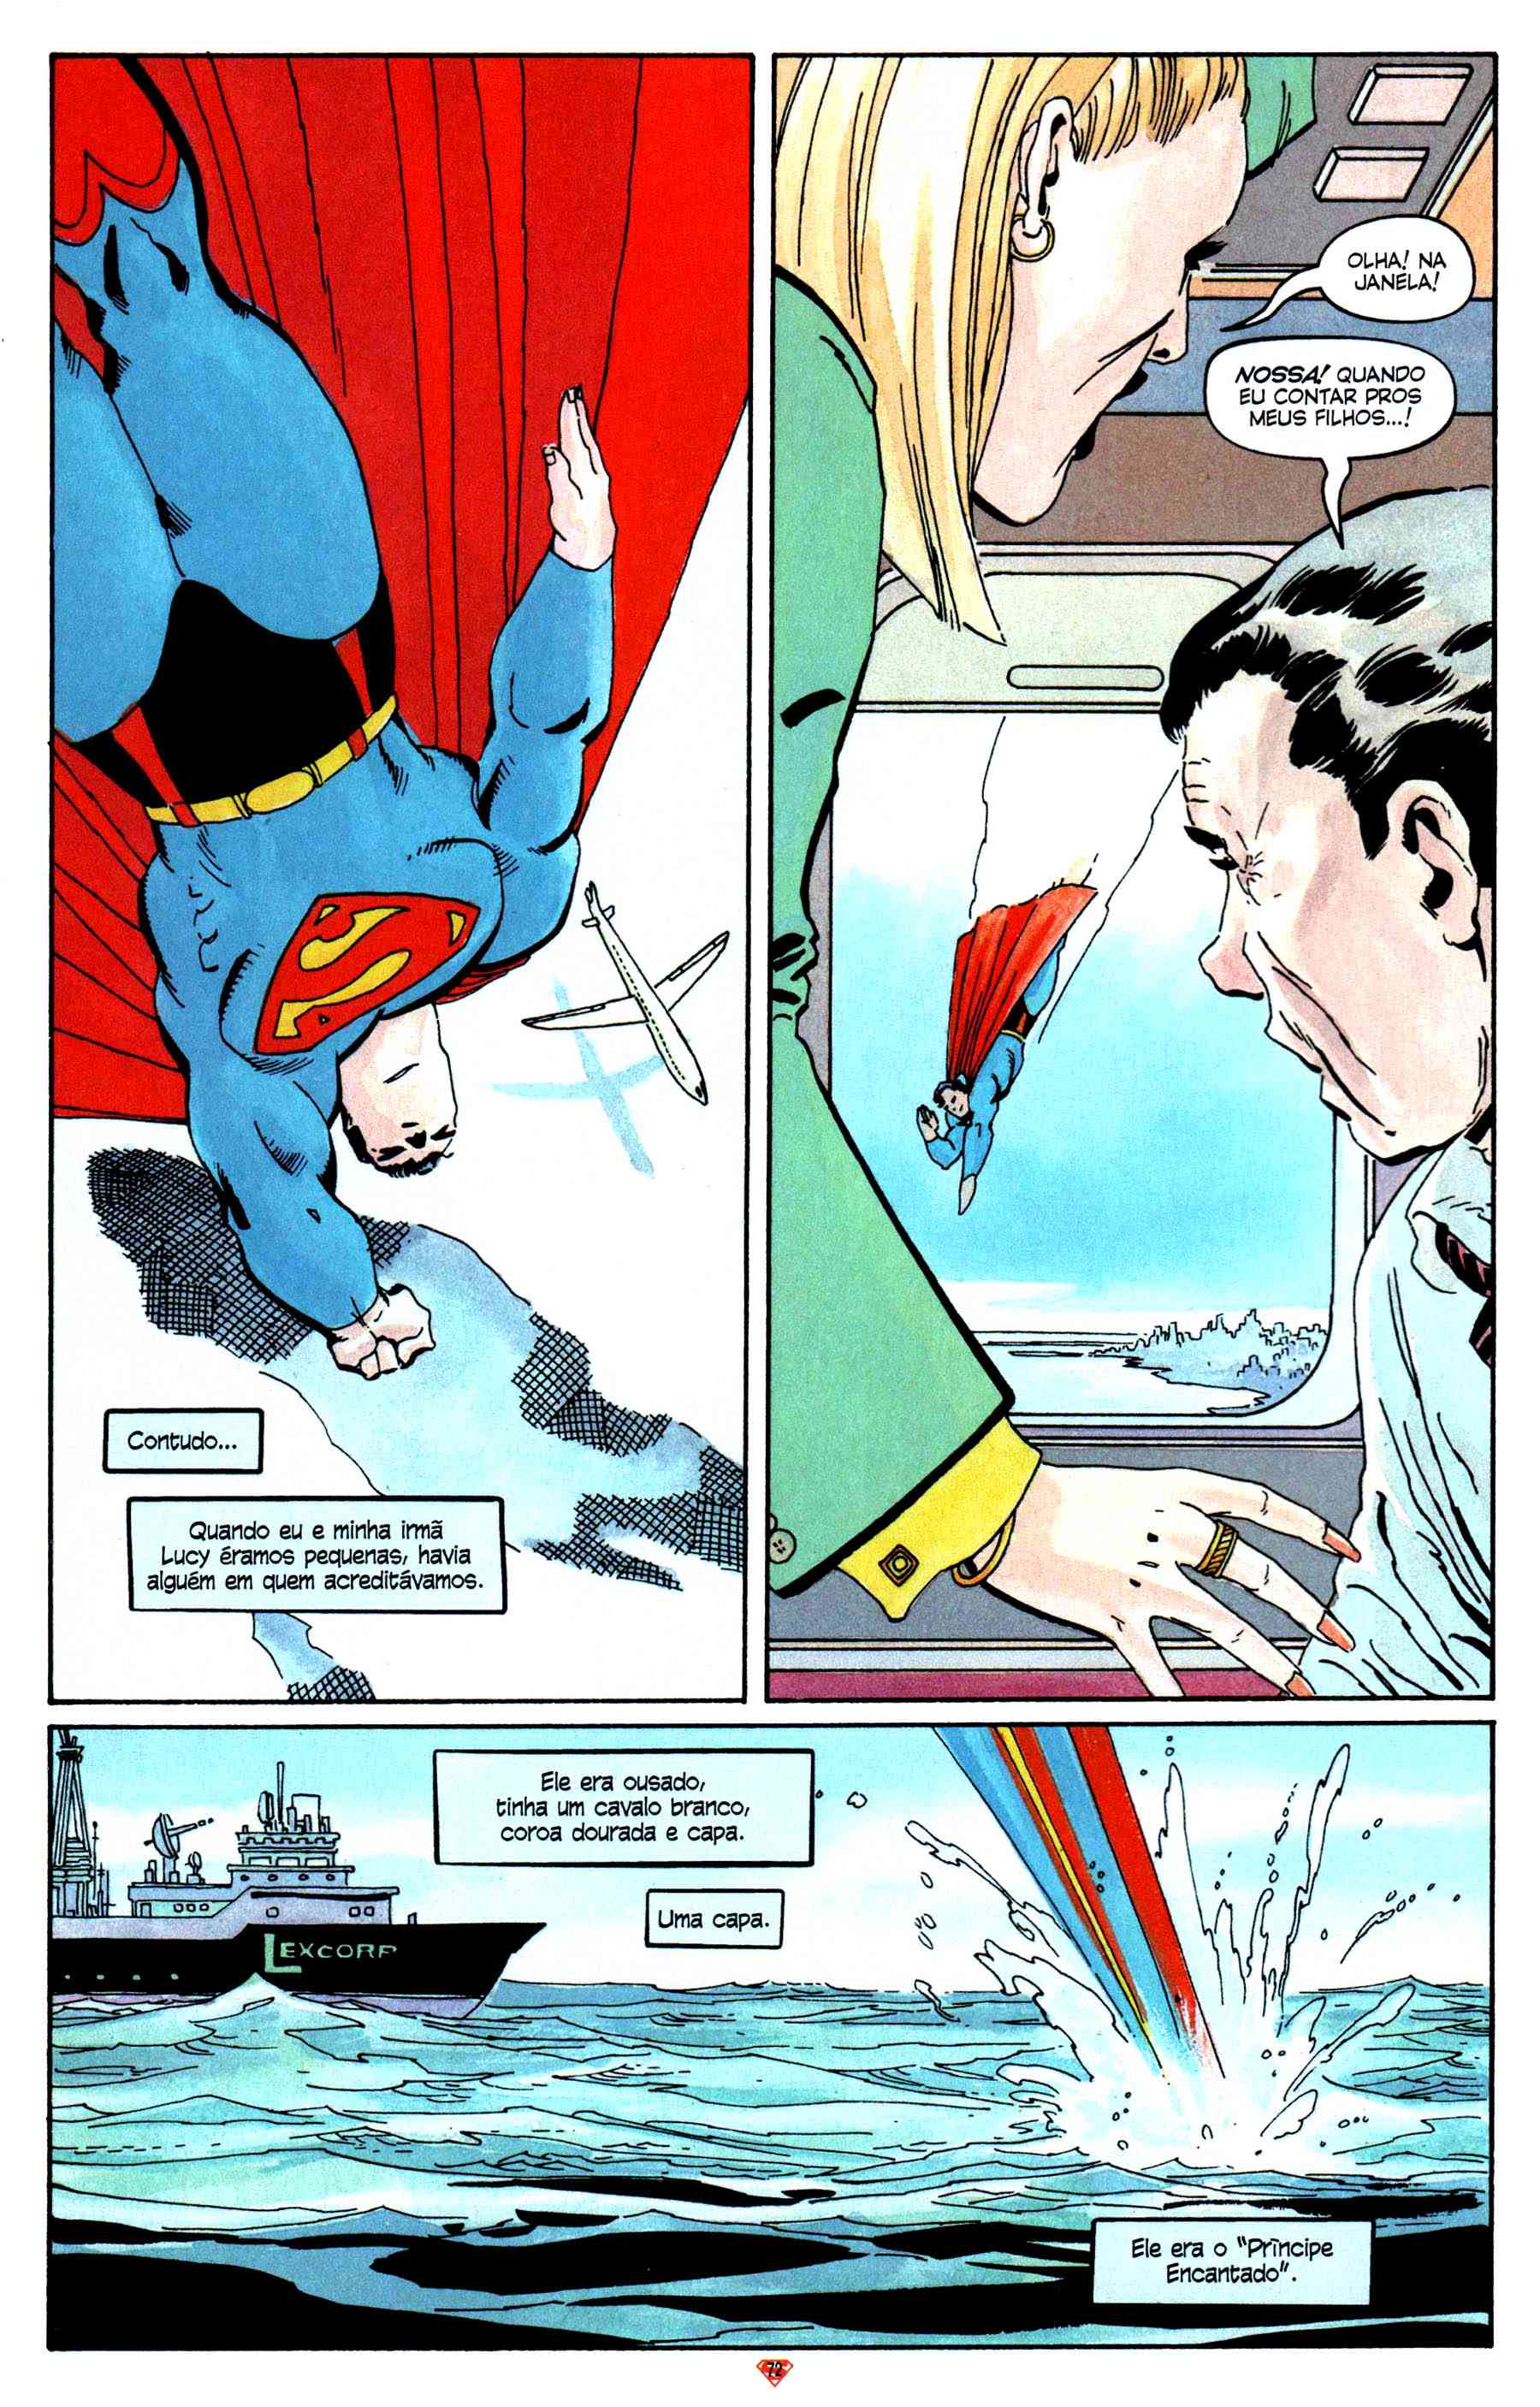 Contudo...
Quando eu e minha irmã
Lucy éramos pequenas, havia
alguém em quem acreditávamos.
OLHA! NA
JANELA!
NOSSA! QUANDO
EU CONTAR PROS
MEUS FILHOS...!
Ele era ousado,
tinha um cavalo branco,
coroa dourada e capa.
Uma capa.
LEXCORP
Ele era o "Príncipe
Encantado".
72